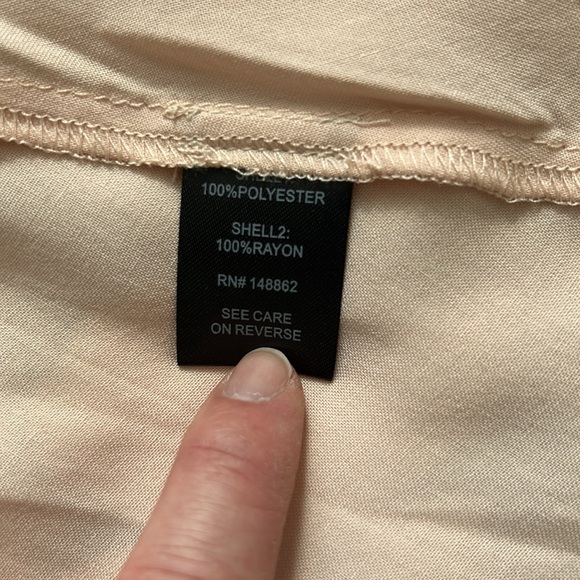 100%POLYESTER
SHELL2:
100%RAYON
RN# 148862
SEE CARE
ON REVERSE